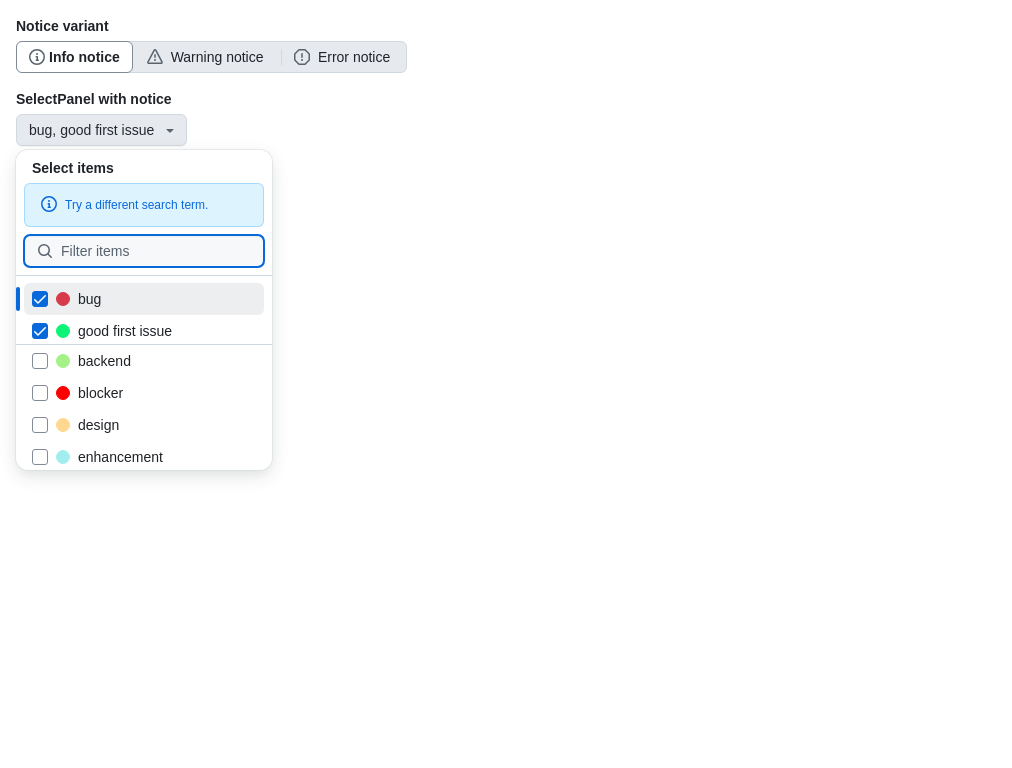 Notice variant
Info notice Warning notice Error notice
SelectPanel with notice
bug, good first issue
Select items
Try a different search term.
Filter items
bug
good first issue
backend
blocker
design
enhancement